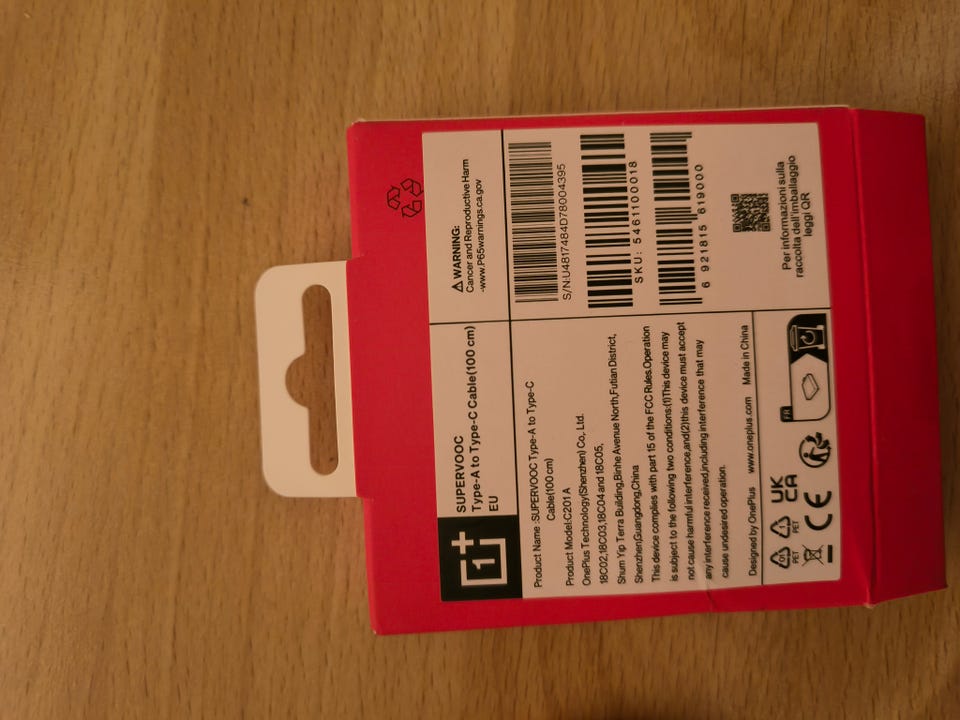 1+
SUPERVOOC
Type-A to Type-C Cable(100 cm)
EU
WARNING:
Cancer and Reproductive Harm
-www.P65warnings.ca.gov
Product Name :SUPERVOOC Type-A to Type-C
Cable(100 cm)
Product Model:C201A
OnePlus Technology(Shenzhen) Co., Ltd.
18C02,18C03,18C04 and 18C05,
Shum Yip Terra Building,Binhe Avenue North,Futian District,
Shenzhen,Guangdong,China
This device complies with part 15 of the FCC Rules.Operation
is subject to the following two conditions:(1)This device may
not cause harmful interference,and(2)this device must accept
any interference received,including interference that may
cause undesired operation.
Designed by OnePlus www.oneplus.com Made in China
S/N:U4817484D78004395
SKU: 5461100018
6 921815 619000
Per informazioni sulla
raccolta dell'imballaggio
leggi QR
05 PET
1 PET
UK
CA
CE
FR